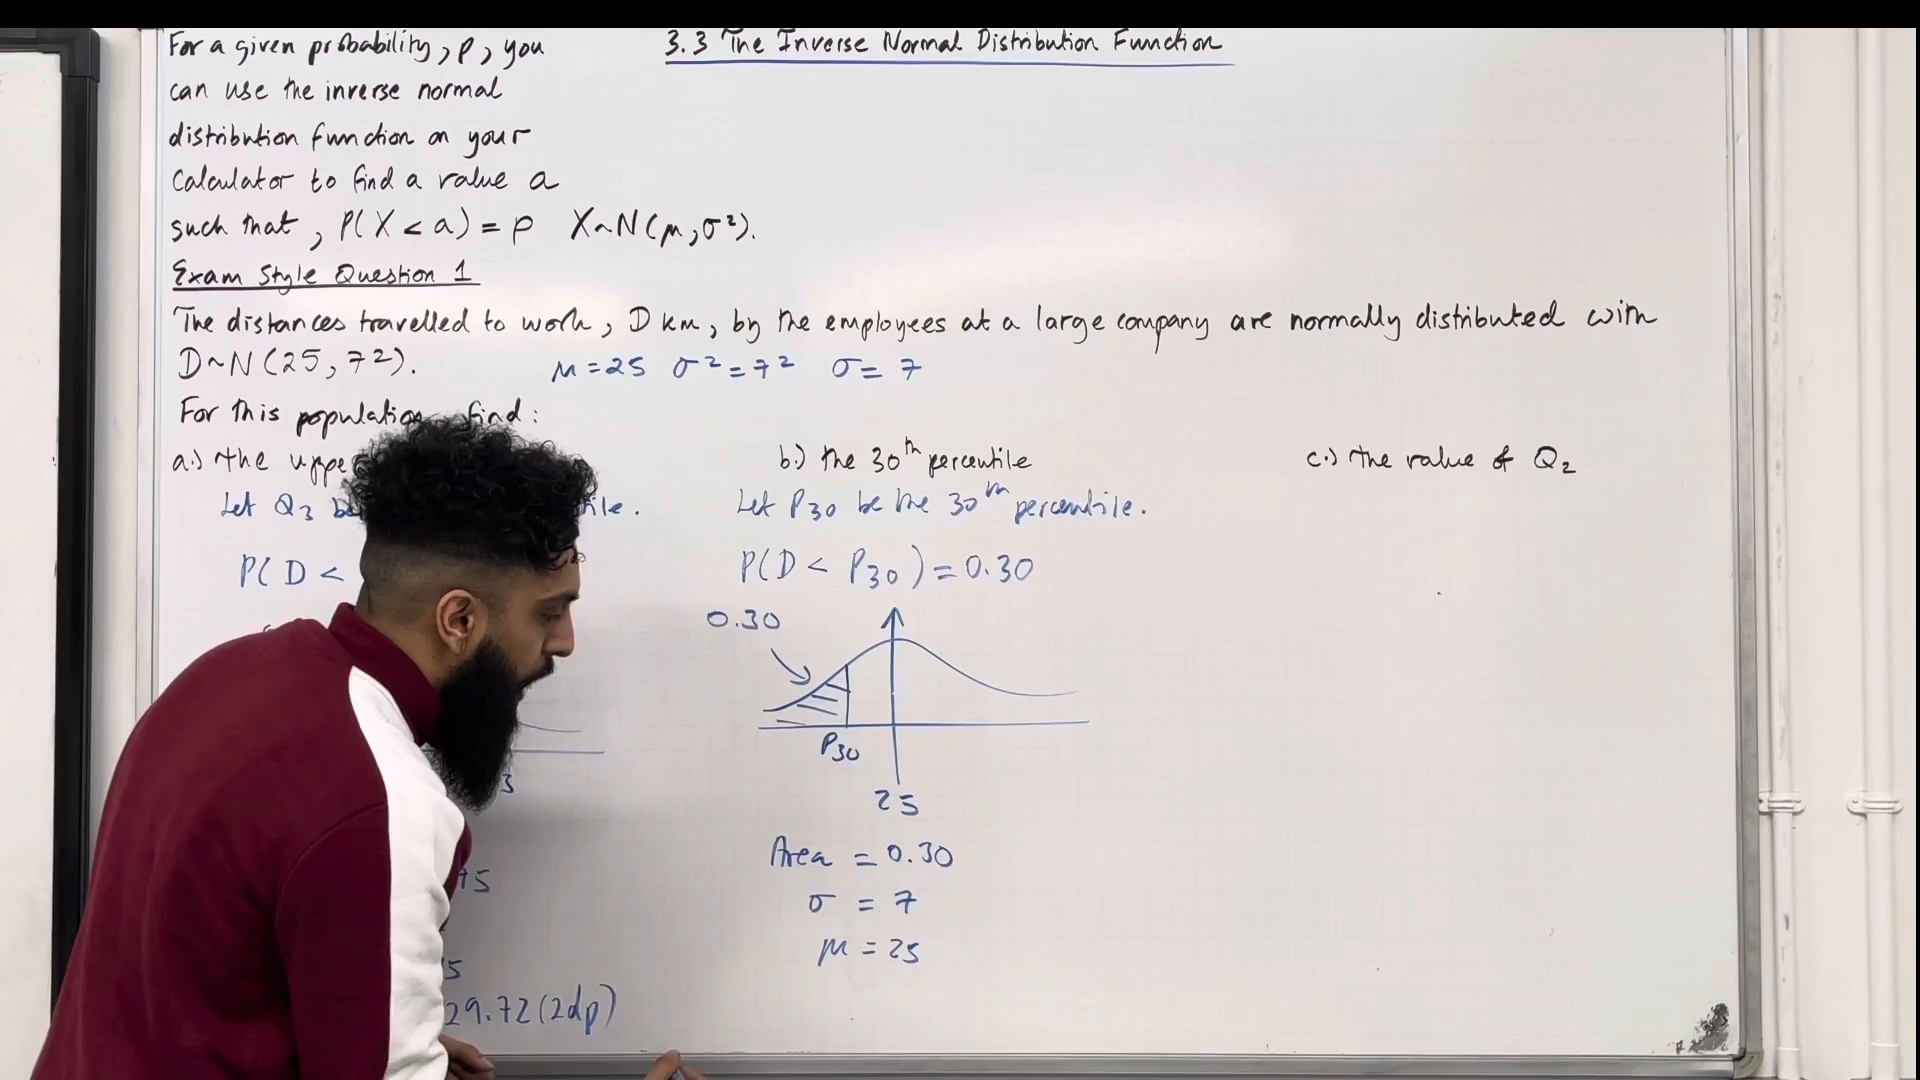 3.3 The Inverse Normal Distribution Function
For a given probability, p, you
can use the inverse normal
distribution function on your
Calculator to find a value a
such that, P(X < a) = p X~N(μ, σ²).
Exam Style Question 1
The distances travelled to work, D km, by the employees at a large company are normally distributed with
D~N(25, 7²). μ = 25 σ² = 7² σ = 7
For this population find:
a.) the
Let Q3
P(D <
3
29.72 (2dp)
b.) the 30th percentile
Let P30 be the 30th percentile.
P(D < P30) = 0.30
0.30
P30
25
Area = 0.30
σ = 7
μ = 25
c.) the value of Q2